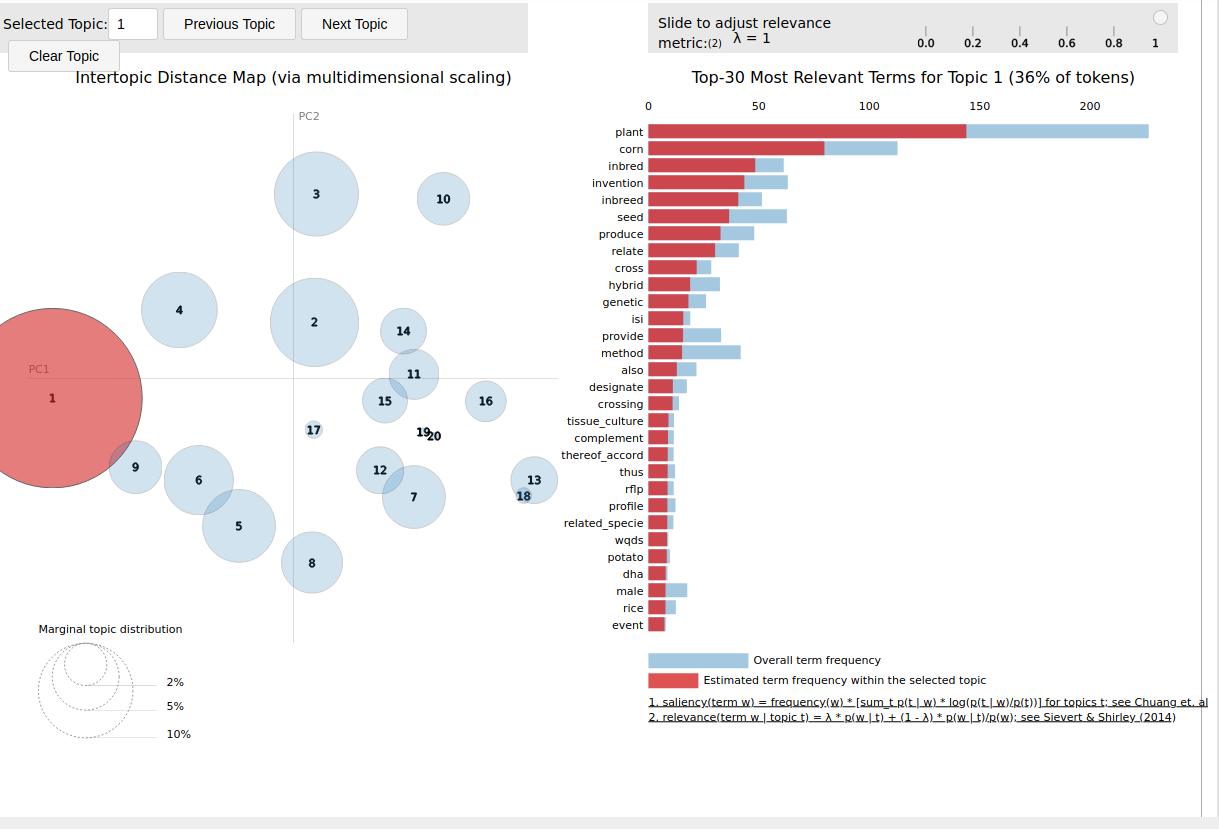 Selected Topic: 1 Previous Topic Next Topic
Clear Topic
Slide to adjust relevance
metric:(2) λ = 1
0.0 0.2 0.4 0.6 0.8 1
Intertopic Distance Map (via multidimensional scaling)
PC2
PC1
3
10
4
2
14
11
1
15
16
17
19
20
9
12
6
13
7
18
5
8
Marginal topic distribution
2%
5%
10%
Top-30 Most Relevant Terms for Topic 1 (36% of tokens)
0 50 100 150 200
plant
corn
inbred
invention
inbreed
seed
produce
relate
cross
hybrid
genetic
isi
provide
method
also
designate
crossing
tissue_culture
complement
thereof_accord
thus
rflp
profile
related_specie
wqds
potato
dha
male
rice
event
Overall term frequency
Estimated term frequency within the selected topic
1. saliency(term w) = frequency(w) * [sum_t p(t | w) * log(p(t | w)/p(t))] for topics t; see Chuang et. al
2. relevance(term w | topic t) = λ * p(w | t) + (1 - λ) * p(w | t)/p(w); see Sievert & Shirley (2014)